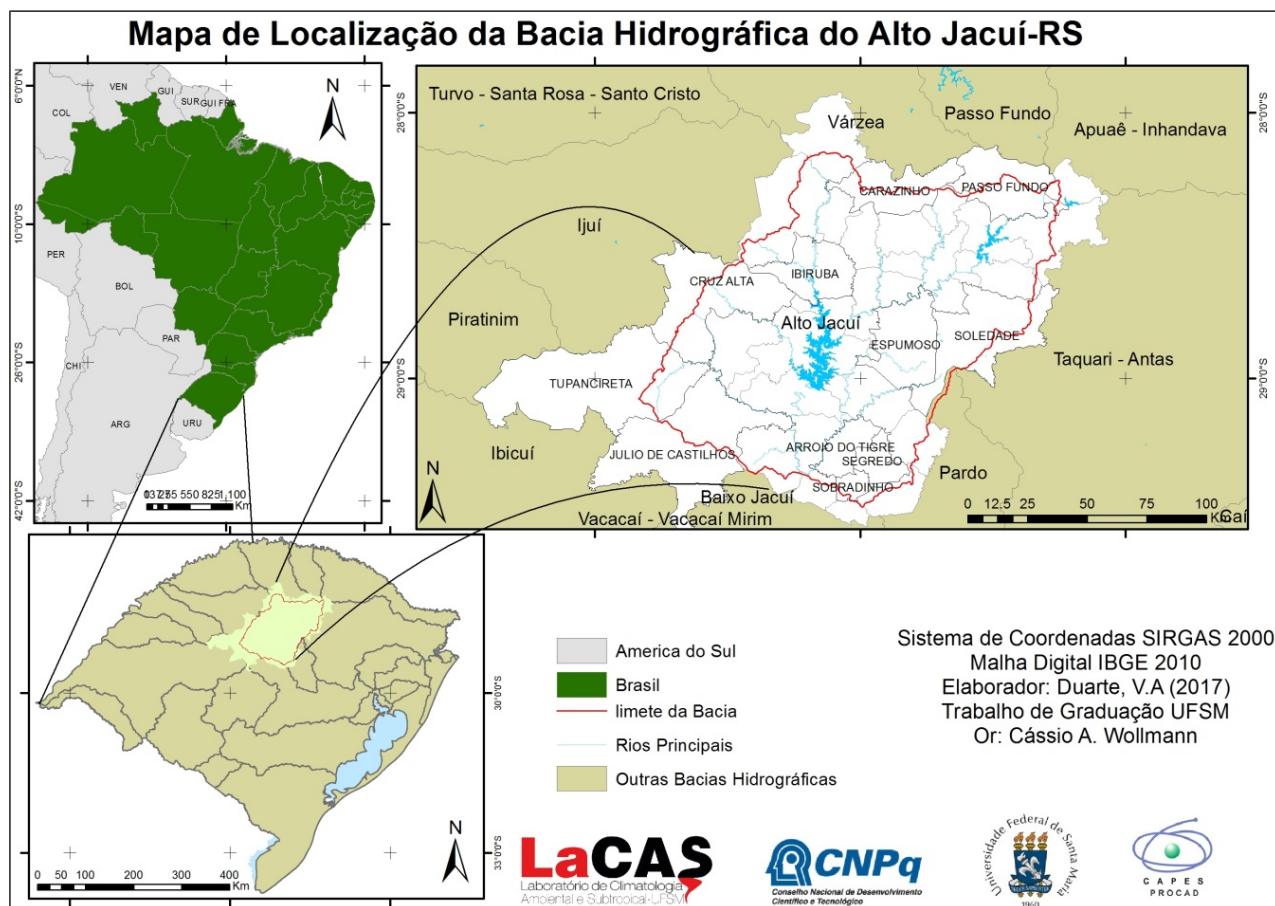 Mapa de Localização da Bacia Hidrográfica do Alto Jacuí-RS
6°0'0"N
10°0'0"S
26°0'0"S
42°0'0"S
N
VEN
GUI
SUR
GUI FRA
COL
PER
BOL
PAR
CHI
ARG
URU
550 825 1.100
Km
28°0'0"S
29°0'0"S
Turvo - Santa Rosa - Santo Cristo
Várzea
Passo Fundo
Apuaê - Inhandava
CARAZINHO
PASSO FUNDO
Ijuí
CRUZ ALTA
IBIRUBA
Piratinim
Alto Jacuí
ESPUMOSO
SOLEDADE
Taquari - Antas
TUPANCIRETA
Ibicuí
JULIO DE CASTILHOS
ARROIO DO TIGRE
SEGREDO
Pardo
SOBRADINHO
Baixo Jacuí
Vacacaí - Vacacaí Mirim
N
0 12,5 25 50 75 100
Km
Caí
30°0'0"S
33°0'0"S
N
0 50 100 200 300 400
Km
America do Sul
Brasil
limete da Bacia
Rios Principais
Outras Bacias Hidrográficas
Sistema de Coordenadas SIRGAS 2000
Malha Digital IBGE 2010
Elaborador: Duarte, V.A (2017)
Trabalho de Graduação UFSM
Or: Cássio A. Wollmann
LaCAS
Laboratório de Climatologia
Ambiental e Subtropical-UFSM
CNPq
Conselho Nacional de Desenvolvimento
Científico e Tecnológico
Universidade Federal de Santa Maria
1960
CAPES
PROCAD